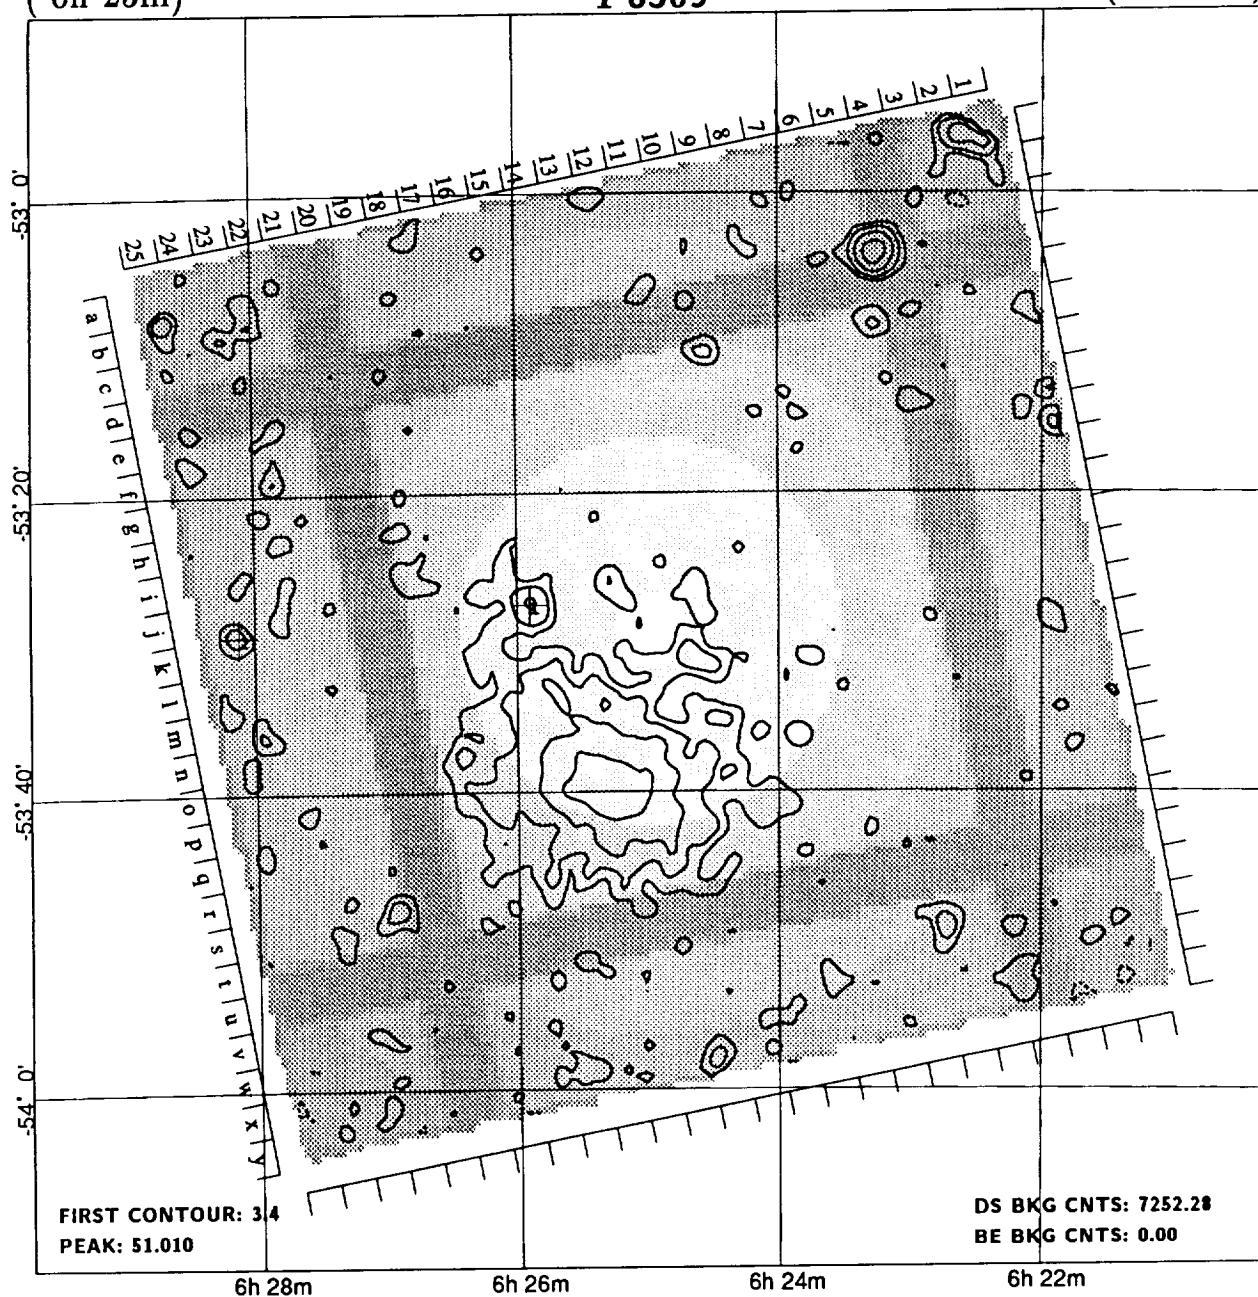 1 2 3 4 5 6 7 8 9 10 11 12 13 14 15 16 17 18 19 20 21 22 23 24 25
-53° 0'
a b c d e f g h i j k l m n o p q r s t u v w x y
-53° 20'
-53° 40'
-54° 0'
FIRST CONTOUR: 3.4
DS BKG CNTS: 7252.28
PEAK: 51.010
BE BKG CNTS: 0.00
6h 28m 6h 26m 6h 24m 6h 22m